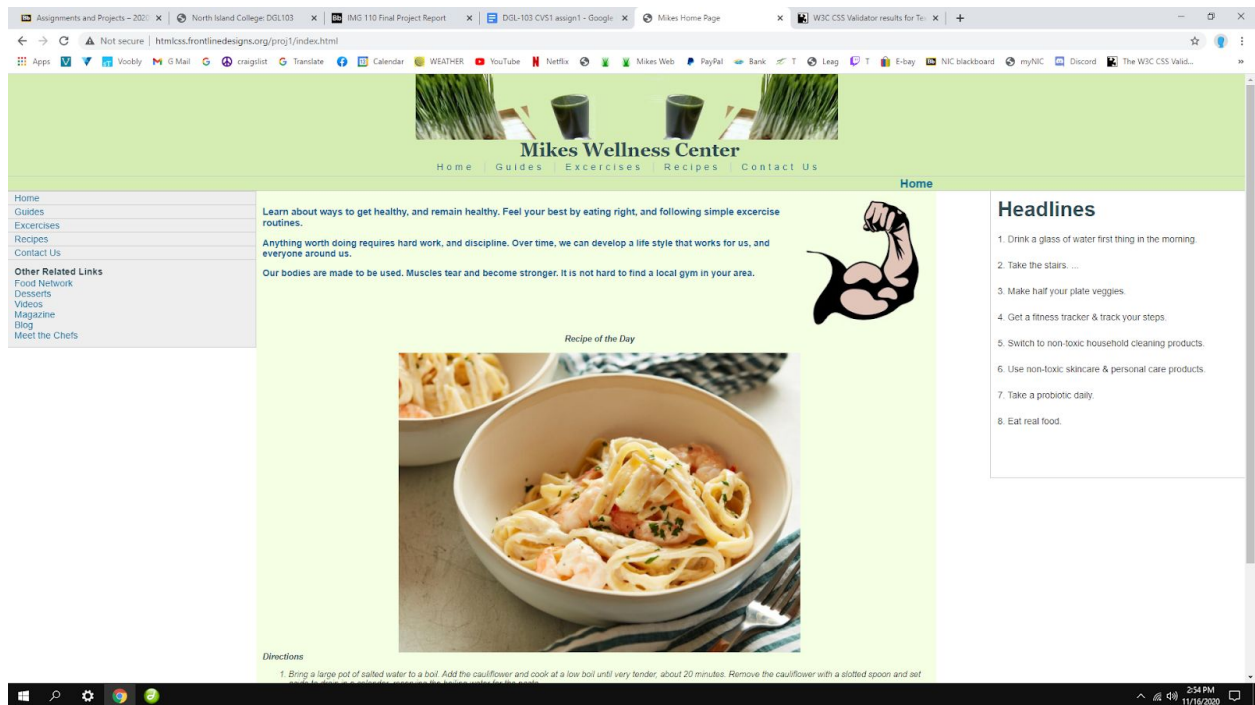 Assignments and Projects – 202
North Island College: DGL103
IMG 110 Final Project Report
DGL-103 CVS1 assign1 - Google
Mikes Home Page
W3C CSS Validator results for Te
Not secure | htmlcss.frontlinedesigns.org/proj1/index.html
Apps
Voobly
G Mail
craigslist
Translate
Calendar
WEATHER
YouTube
Netflix
Mikes Web
PayPal
Bank
T
Leag
T
E-bay
NIC blackboard
myNIC
Discord
The W3C CSS Valid...
Mikes Wellness Center
Home | Guides | Excercises | Recipes | Contact Us
Home
Home
Guides
Excercises
Recipes
Contact Us
Other Related Links
Food Network
Desserts
Videos
Magazine
Blog
Meet the Chefs
Learn about ways to get healthy, and remain healthy. Feel your best by eating right, and following simple excercise
routines.
Anything worth doing requires hard work, and discipline. Over time, we can develop a life style that works for us, and
everyone around us.
Our bodies are made to be used. Muscles tear and become stronger. It is not hard to find a local gym in your area.
Recipe of the Day
Directions
1. Bring a large pot of salted water to a boil. Add the cauliflower and cook at a low boil until very tender, about 20 minutes. Remove the cauliflower with a slotted spoon and set
Headlines
1. Drink a glass of water first thing in the morning.
2. Take the stairs. ...
3. Make half your plate veggies.
4. Get a fitness tracker & track your steps.
5. Switch to non-toxic household cleaning products.
6. Use non-toxic skincare & personal care products.
7. Take a probiotic daily.
8. Eat real food.
2:54 PM
11/16/2020